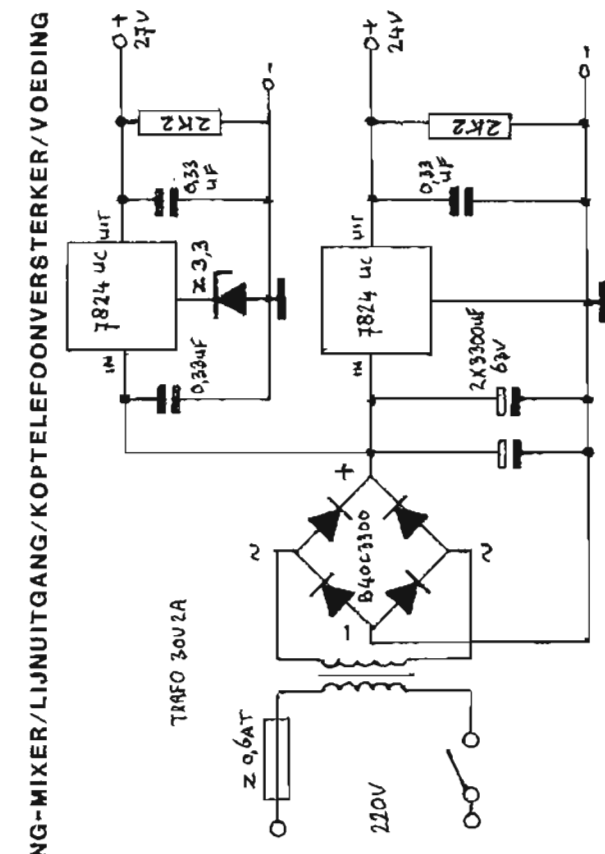 NG-MIXER/LIJNUITGANG/KOPTELEFOONVERSTERKER/VOEDING
TRAFO 30V 2A
z 0,6AT
220V
~
~
+
-
B40C3300
IN
7824 UC
UIT
0,33uF
z 3,3
0,33
uF
2K2
+
27V
-
2X3300uF
63V
IN
7824 UC
UIT
0,33
uF
2K2
+
24V
-